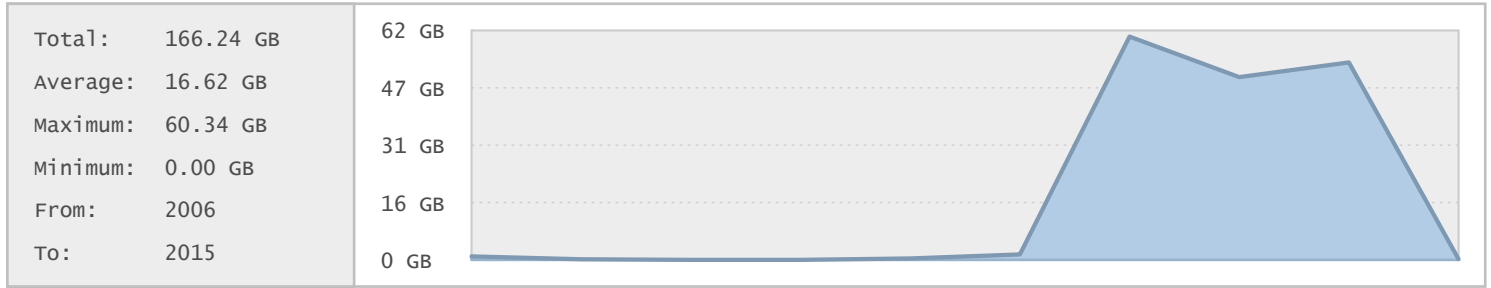 Total: 166.24 GB
Average: 16.62 GB
Maximum: 60.34 GB
Minimum: 0.00 GB
From: 2006
To: 2015
62 GB
47 GB
31 GB
16 GB
0 GB